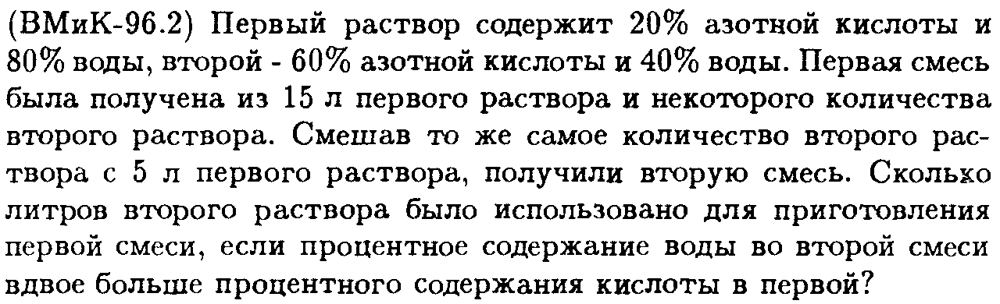 (ВМиК-96.2) Первый раствор содержит 20% азотной кислоты и
80% воды, второй - 60% азотной кислоты и 40% воды. Первая смесь
была получена из 15 л первого раствора и некоторого количества
второго раствора. Смешав то же самое количество второго рас-
твора с 5 л первого раствора, получили вторую смесь. Сколько
литров второго раствора было использовано для приготовления
первой смеси, если процентное содержание воды во второй смеси
вдвое больше процентного содержания кислоты в первой?